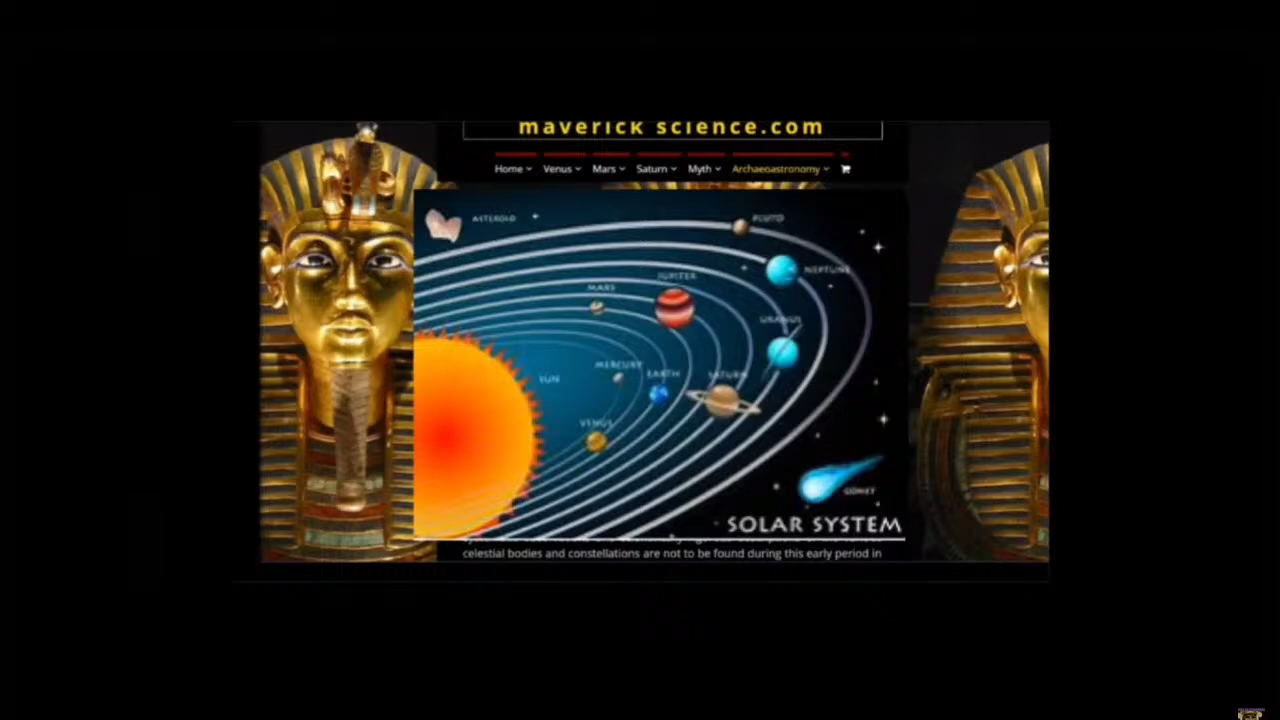 maverick science.com
Home Venus Mars Saturn Myth Archaeoastronomy
ASTEROID
PLUTO
NEPTUNE
JUPITER
MARS
URANUS
MERCURY
EARTH
SATURN
SUN
VENUS
COMET
SOLAR SYSTEM
celestial bodies and constellations are not to be found during this early period in